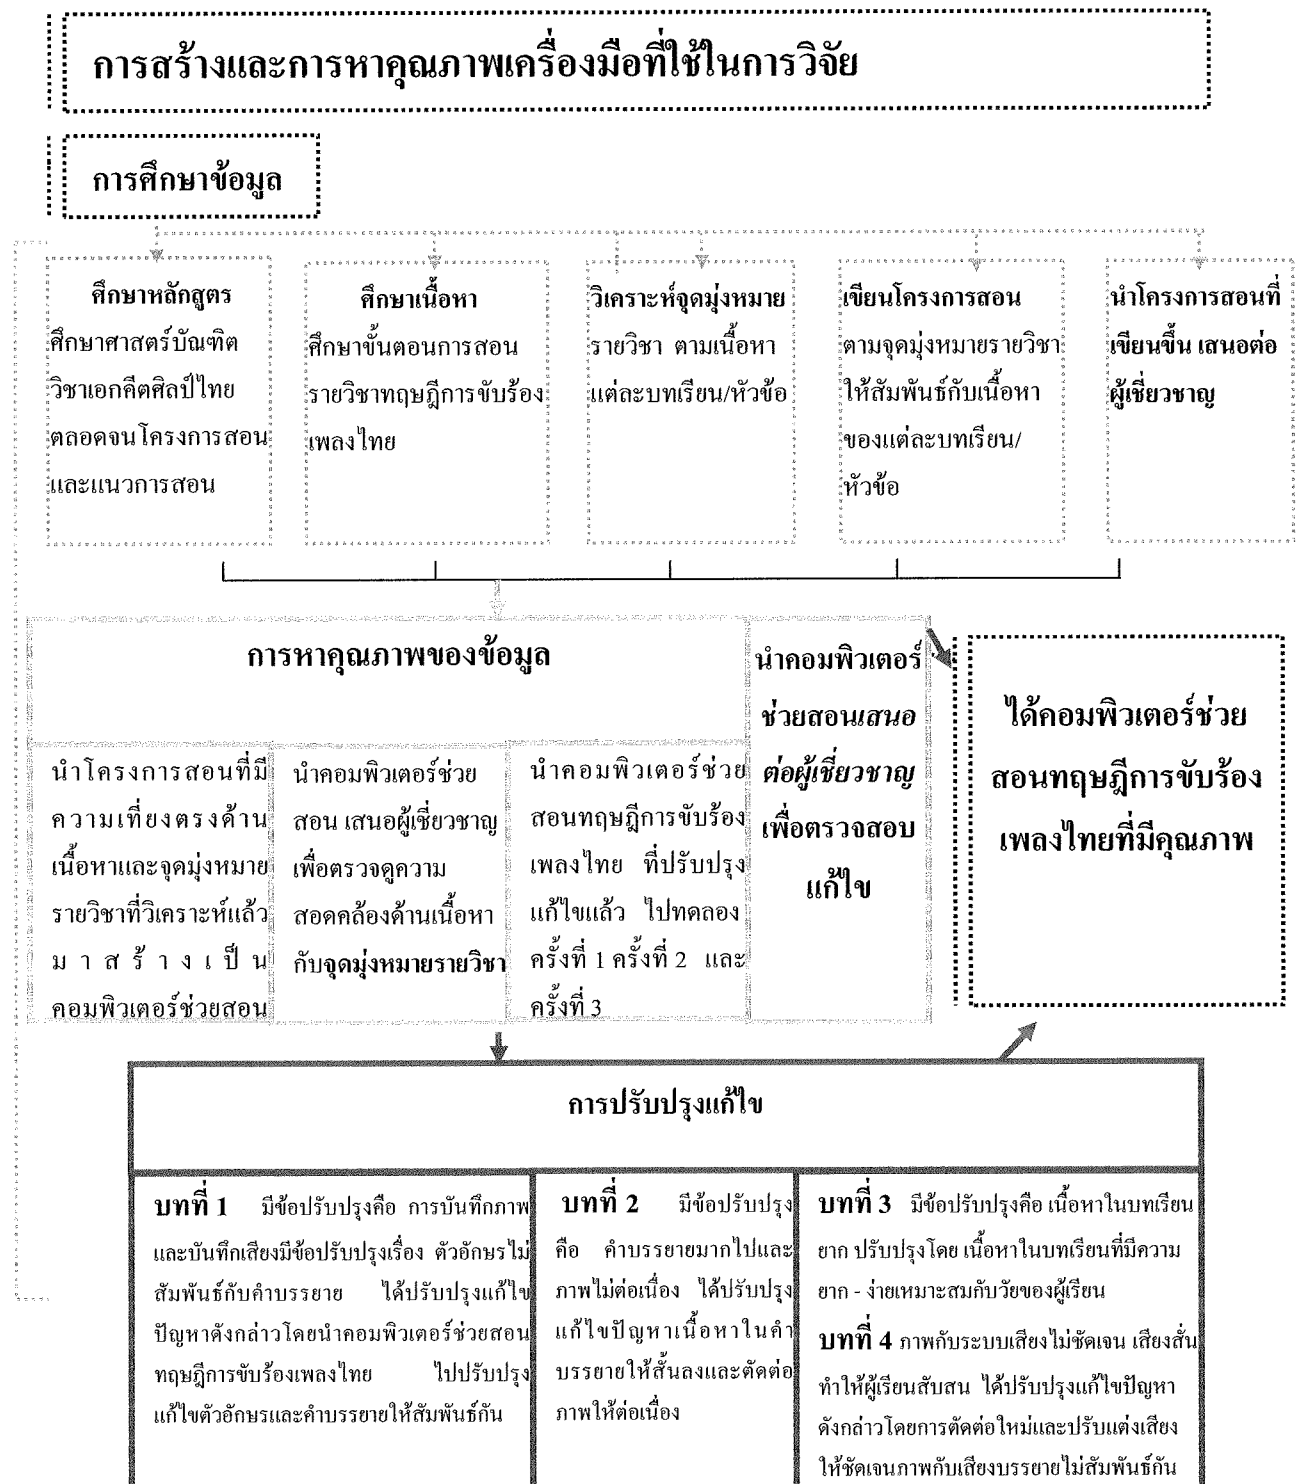 การสร้างและการหาคุณภาพเครื่องมือที่ใช้ในการวิจัย
การศึกษาข้อมูล
ศึกษาหลักสูตร
ศึกษาศาสตร์บัณฑิต
วิชาเอกคีตศิลป์ไทย
ตลอดจนโครงการสอน
และแนวการสอน
ศึกษาเนื้อหา
ศึกษาขั้นตอนการสอน
รายวิชาทฤษฎีการขับร้อง
เพลงไทย
วิเคราะห์จุดมุ่งหมาย
รายวิชา ตามเนื้อหา
แต่ละบทเรียน/หัวข้อ
เขียนโครงการสอน
ตามจุดมุ่งหมายรายวิชา
ให้สัมพันธ์กับเนื้อหา
ของแต่ละบทเรียน/
หัวข้อ
นำโครงการสอนที่
เขียนขึ้น เสนอต่อ
ผู้เชี่ยวชาญ
การหาคุณภาพของข้อมูล
นำโครงการสอนที่มี
ความเที่ยงตรงด้าน
เนื้อหาและจุดมุ่งหมาย
รายวิชาที่วิเคราะห์แล้ว
มาสร้างเป็น
คอมพิวเตอร์ช่วยสอน
นำคอมพิวเตอร์ช่วย
สอน เสนอผู้เชี่ยวชาญ
เพื่อตรวจดูความ
สอดคล้องด้านเนื้อหา
กับจุดมุ่งหมายรายวิชา
นำคอมพิวเตอร์ช่วย
สอนทฤษฎีการขับร้อง
เพลงไทย ที่ปรับปรุง
แก้ไขแล้ว ไปทดลอง
ครั้งที่ 1 ครั้งที่ 2 และ
ครั้งที่ 3
นำคอมพิวเตอร์
ช่วยสอนเสนอ
ต่อผู้เชี่ยวชาญ
เพื่อตรวจสอบ
แก้ไข
ได้คอมพิวเตอร์ช่วย
สอนทฤษฎีการขับร้อง
เพลงไทยที่มีคุณภาพ
การปรับปรุงแก้ไข
บทที่ 1 มีข้อปรับปรุงคือ การบันทึกภาพ
และบันทึกเสียงมีข้อปรับปรุงเรื่อง ตัวอักษรไม่
สัมพันธ์กับคำบรรยาย ได้ปรับปรุงแก้ไข
ปัญหาดังกล่าวโดยนำคอมพิวเตอร์ช่วยสอน
ทฤษฎีการขับร้องเพลงไทย ไปปรับปรุง
แก้ไขตัวอักษรและคำบรรยายให้สัมพันธ์กัน
บทที่ 2 มีข้อปรับปรุง
คือ คำบรรยายมากไปและ
ภาพไม่ต่อเนื่อง ได้ปรับปรุง
แก้ไขปัญหาเนื้อหาในคำ
บรรยายให้สั้นลงและตัดต่อ
ภาพให้ต่อเนื่อง
บทที่ 3 มีข้อปรับปรุงคือ เนื้อหาในบทเรียน
ยาก ปรับปรุงโดย เนื้อหาในบทเรียนที่มีความ
ยาก - ง่ายเหมาะสมกับวัยของผู้เรียน
บทที่ 4 ภาพกับระบบเสียงไม่ชัดเจน เสียงสั่น
ทำให้ผู้เรียนสับสน ได้ปรับปรุงแก้ไขปัญหา
ดังกล่าวโดยการตัดต่อใหม่และปรับแต่งเสียง
ให้ชัดเจนภาพกับเสียงบรรยายไม่สัมพันธ์กัน